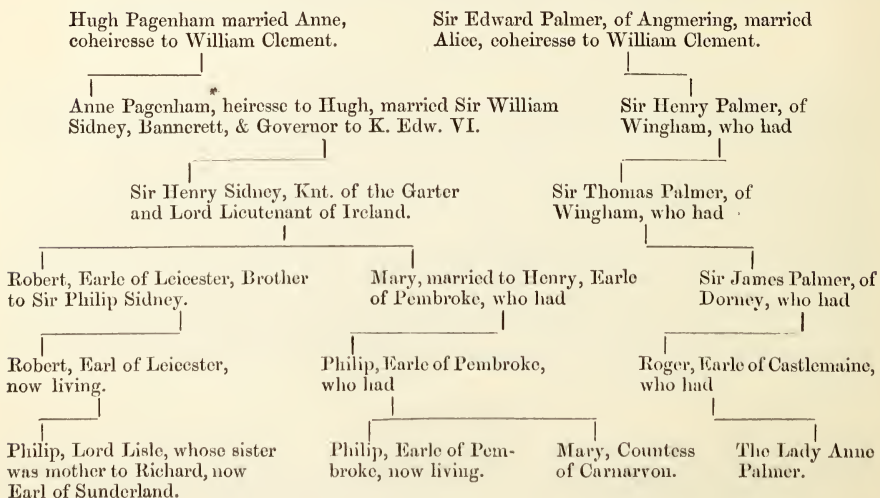 Hugh Pagenham married Anne,
coheiresse to William Clement.
Sir Edward Palmer, of Angmering, married
Alice, coheiresse to William Clement.
Anne Pagenham, heiresse to Hugh, married Sir William
Sidney, Bannerett, & Governor to K. Edw. VI.
Sir Henry Palmer, of
Wingham, who had
Sir Henry Sidney, Knt. of the Garter
and Lord Lieutenant of Ireland.
Sir Thomas Palmer, of
Wingham, who had
Robert, Earle of Leicester, Brother
to Sir Philip Sidney.
Mary, married to Henry, Earle
of Pembroke, who had
Sir James Palmer, of
Dorney, who had
Robert, Earl of Leicester,
now living.
Philip, Earle of Pembroke,
who had
Roger, Earle of Castlemaine,
who had
Philip, Lord Lisle, whose sister
was mother to Richard, now
Earl of Sunderland.
Philip, Earle of Pem-
broke, now living.
Mary, Countess
of Carnarvon.
The Lady Anne
Palmer.